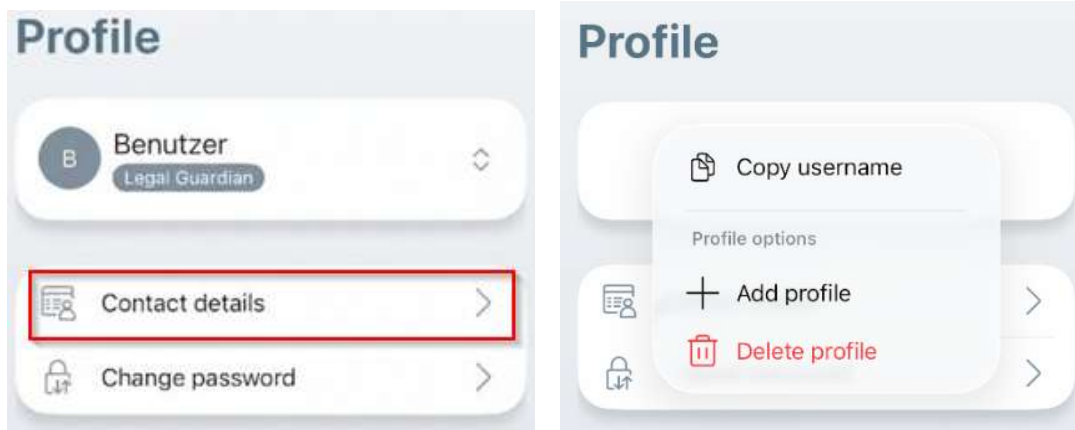 Profile
B
Benutzer
Legal Guardian
Contact details
Change password
Profile
Copy username
Profile options
Add profile
Delete profile